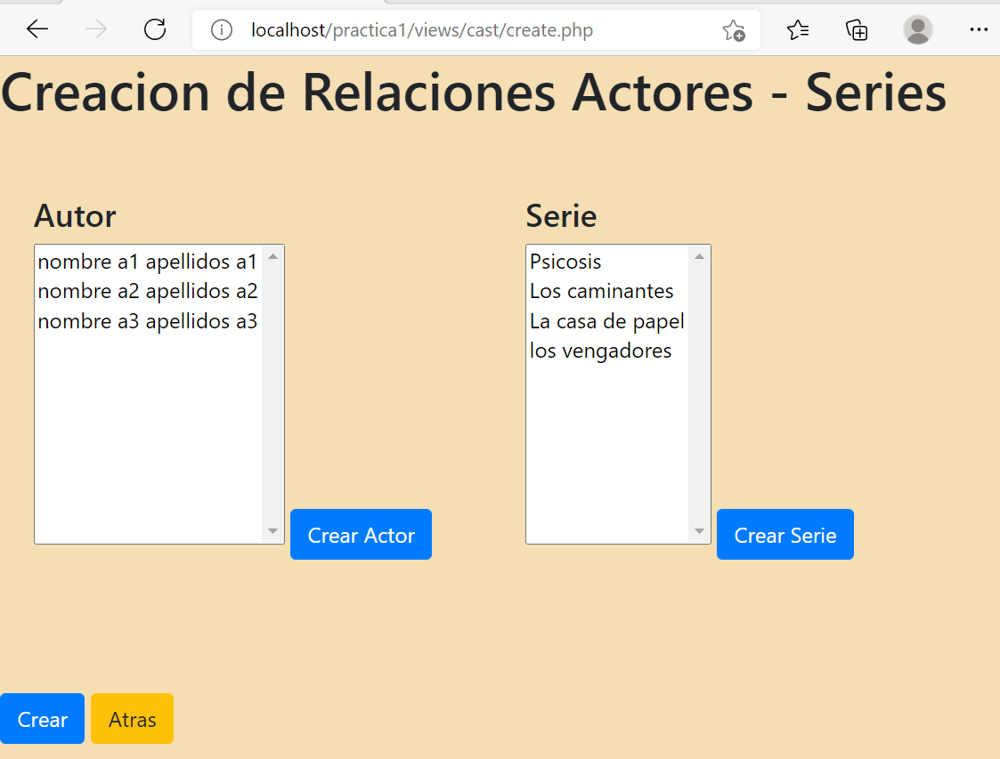 localhost/practica1/views/cast/create.php
Creacion de Relaciones Actores - Series
Autor
nombre a1 apellidos a1
nombre a2 apellidos a2
nombre a3 apellidos a3
Crear Actor
Serie
Psicosis
Los caminantes
La casa de papel
los vengadores
Crear Serie
Crear
Atras